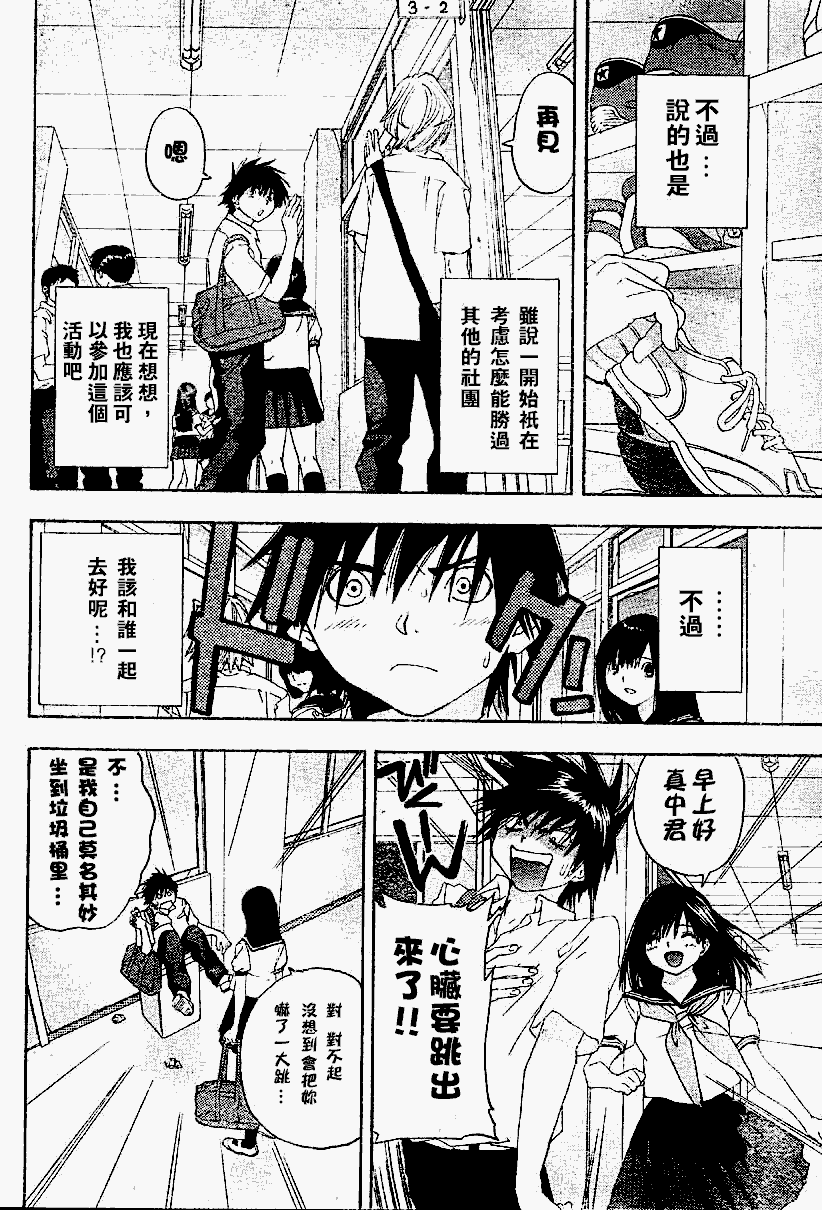 不過…
說的也是
3-2
再見
嗯
雖說一開始衹在
考慮怎麼能勝過
其他的社團
現在想想，
我也應該可
以參加這個
活動吧
……
不過
ドキッ
我該和誰一起
去好呢…!?
早上好
真中君
心臟要跳出
來了!!
對 對不起
沒想到會把妳
嚇了一大跳…
不…
是我自己莫名其妙
坐到垃圾桶里…